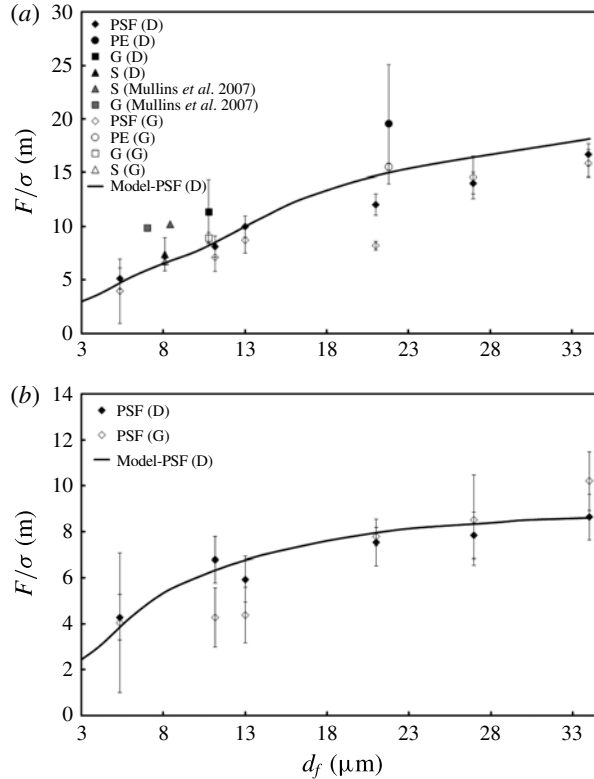 (a)
30
25
20
15
10
5
0
F/σ (m)
PSF (D)
PE (D)
G (D)
S (D)
S (Mullins et al. 2007)
G (Mullins et al. 2007)
PSF (G)
PE (G)
G (G)
S (G)
Model-PSF (D)
3 8 13 18 23 28 33
(b)
14
12
10
8
6
4
2
0
F/σ (m)
PSF (D)
PSF (G)
Model-PSF (D)
3 8 13 18 23 28 33
d_f (μm)